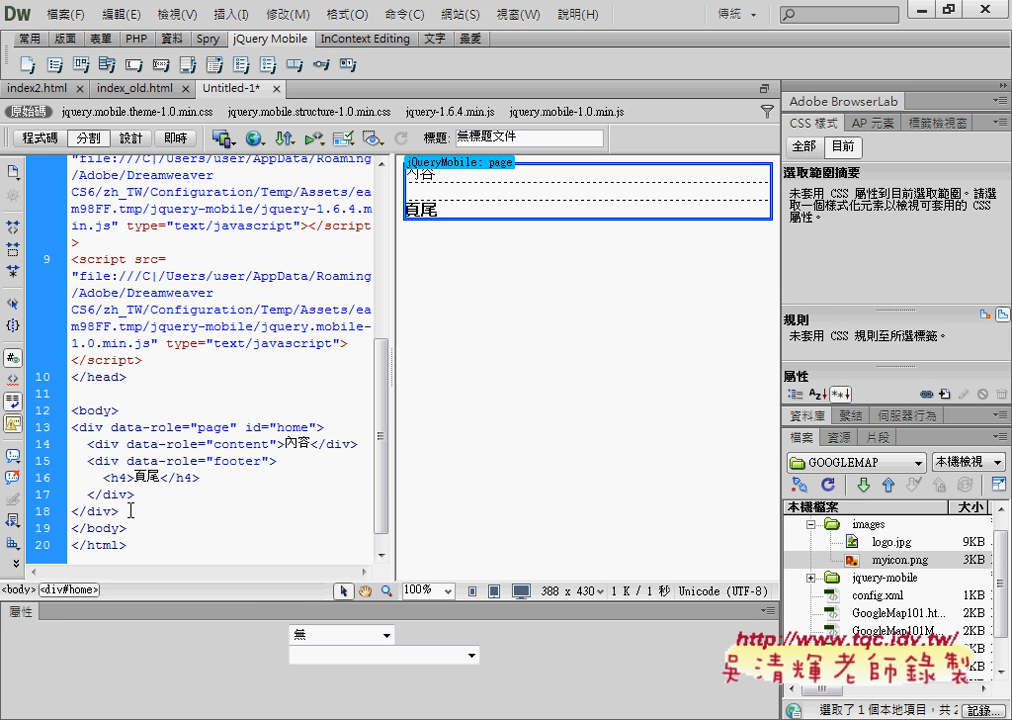 Dw 檔案(F) 編輯(E) 檢視(V) 插入(I) 修改(M) 格式(O) 命令(C) 網站(S) 視窗(W) 說明(H) 傳統
常用 版面 表單 PHP 資料 Spry jQuery Mobile InContext Editing 文字 最愛
index2.html × index_old.html × Untitled-1* ×
原始碼 jquery.mobile.theme-1.0.min.css jquery.mobile.structure-1.0.min.css jquery-1.6.4.min.js jquery.mobile-1.0.min.js
程式碼 分割 設計 即時 標題: 無標題文件
"file:///C|/Users/user/AppData/Roaming
/Adobe/Dreamweaver
CS6/zh_TW/Configuration/Temp/Assets/e
am98FF.tmp/jquery-mobile/jquery-1.6.4.m
in.js" type="text/javascript"></script
>
9 <script src=
"file:///C|/Users/user/AppData/Roaming
/Adobe/Dreamweaver
CS6/zh_TW/Configuration/Temp/Assets/ea
m98FF.tmp/jquery-mobile/jquery.mobile-
1.0.min.js" type="text/javascript">
</script>
10 </head>
11
12 <body>
13 <div data-role="page" id="home">
14 <div data-role="content">內容</div>
15 <div data-role="footer">
16 <h4>頁尾</h4>
17 </div>
18 </div>
19 </body>
20 </html>
jQueryMobile: page
內容
頁尾
<body> <div#home> 100% 388 x 430 1 K / 1 秒 Unicode (UTF-8)
屬性
無
Adobe BrowserLab
CSS 樣式 AP 元素 標籤檢視窗
全部 目前
選取範圍摘要
未套用 CSS 屬性到目前選取範圍。請選
取一個樣式化元素以檢視可套用的 CSS
屬性。
規則
未套用 CSS 規則至所選標籤。
屬性
資料庫 繫結 伺服器行為
檔案 資源 片段
GOOGLEMAP 本機檢視
本機檔案 大小
images
logo.jpg 9KB
myicon.png 3KB
jquery-mobile
config.xml 1KB
GoogleMap101.ht... 2KB
GoogleMap101M... 2KB
http://www.tqc.idv.tw/
吳清輝老師錄製
選取了 1 個本地項目，共 2 記錄...